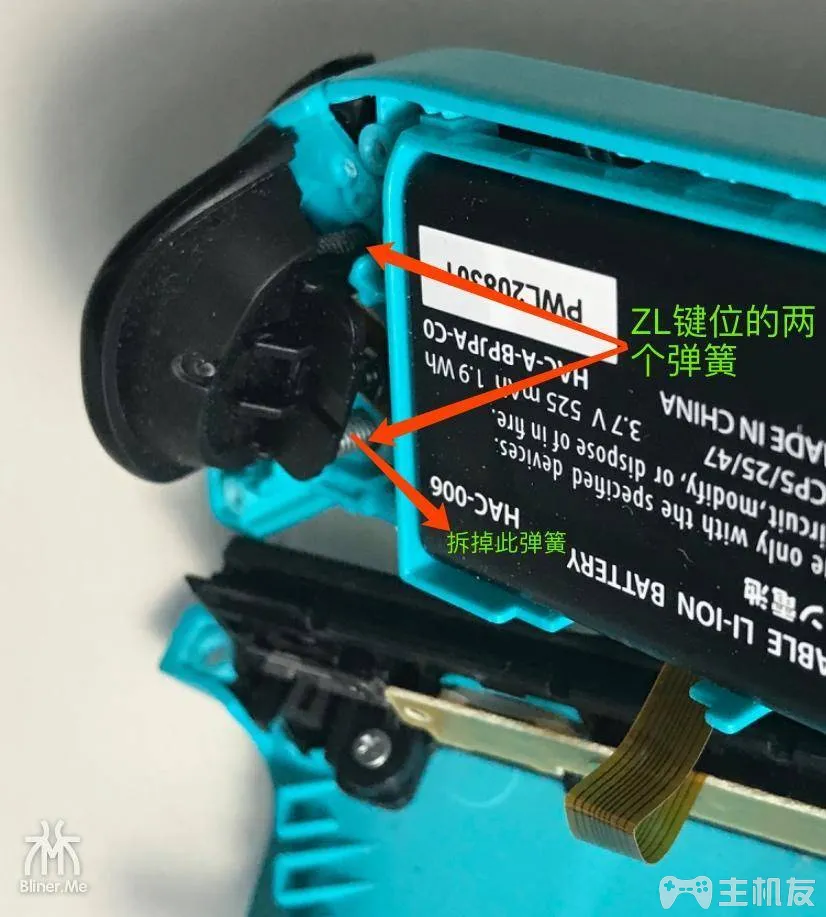 PWL208301
HAC-A-BPJPA-C0
3.7 V 525 mAh 1.9 Wh
MADE IN CHINA
CP5/25/47
or dispose of in fire.
ircuit, modify,
e only with the specified devices.
HAC-006
ABLE LI-ION BATTERY
ン電池
ZL键位的两
个弹簧
拆掉此弹簧
Bliner.Me
主机友